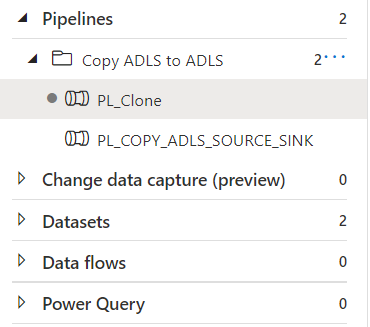 Pipelines 2
Copy ADLS to ADLS 2
PL_Clone
PL_COPY_ADLS_SOURCE_SINK
Change data capture (preview) 0
Datasets 2
Data flows 0
Power Query 0